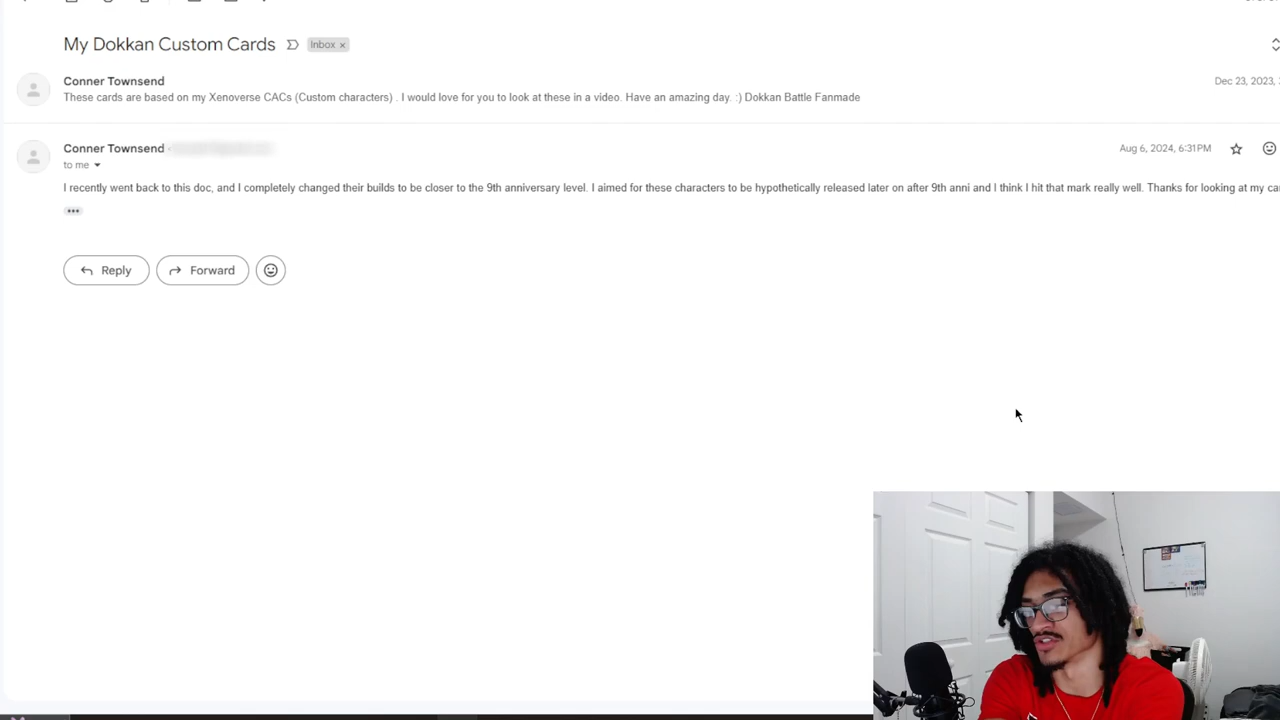 My Dokkan Custom Cards Inbox ×
Conner Townsend Dec 23, 2023,
These cards are based on my Xenoverse CACs (Custom characters) . I would love for you to look at these in a video. Have an amazing day. :) Dokkan Battle Fanmade
Conner Townsend Aug 6, 2024, 6:31 PM
to me
I recently went back to this doc, and I completely changed their builds to be closer to the 9th anniversary level. I aimed for these characters to be hypothetically released later on after 9th anni and I think I hit that mark really well. Thanks for looking at my
Reply Forward